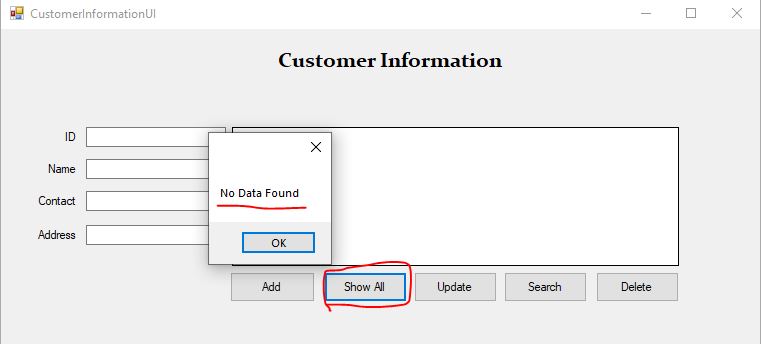 CustomerInformationUI
Customer Information
ID
Name
Contact
Address
No Data Found
OK
Add Show All Update Search Delete